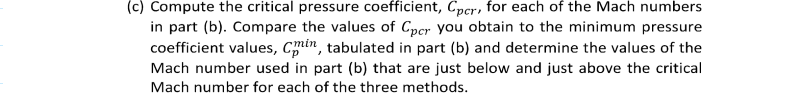 (c) Compute the critical pressure coefficient, Cpcr, for each of the Mach numbers
in part (b). Compare the values of Cpcr you obtain to the minimum pressure
coefficient values, Cpmin, tabulated in part (b) and determine the values of the
Mach number used in part (b) that are just below and just above the critical
Mach number for each of the three methods.